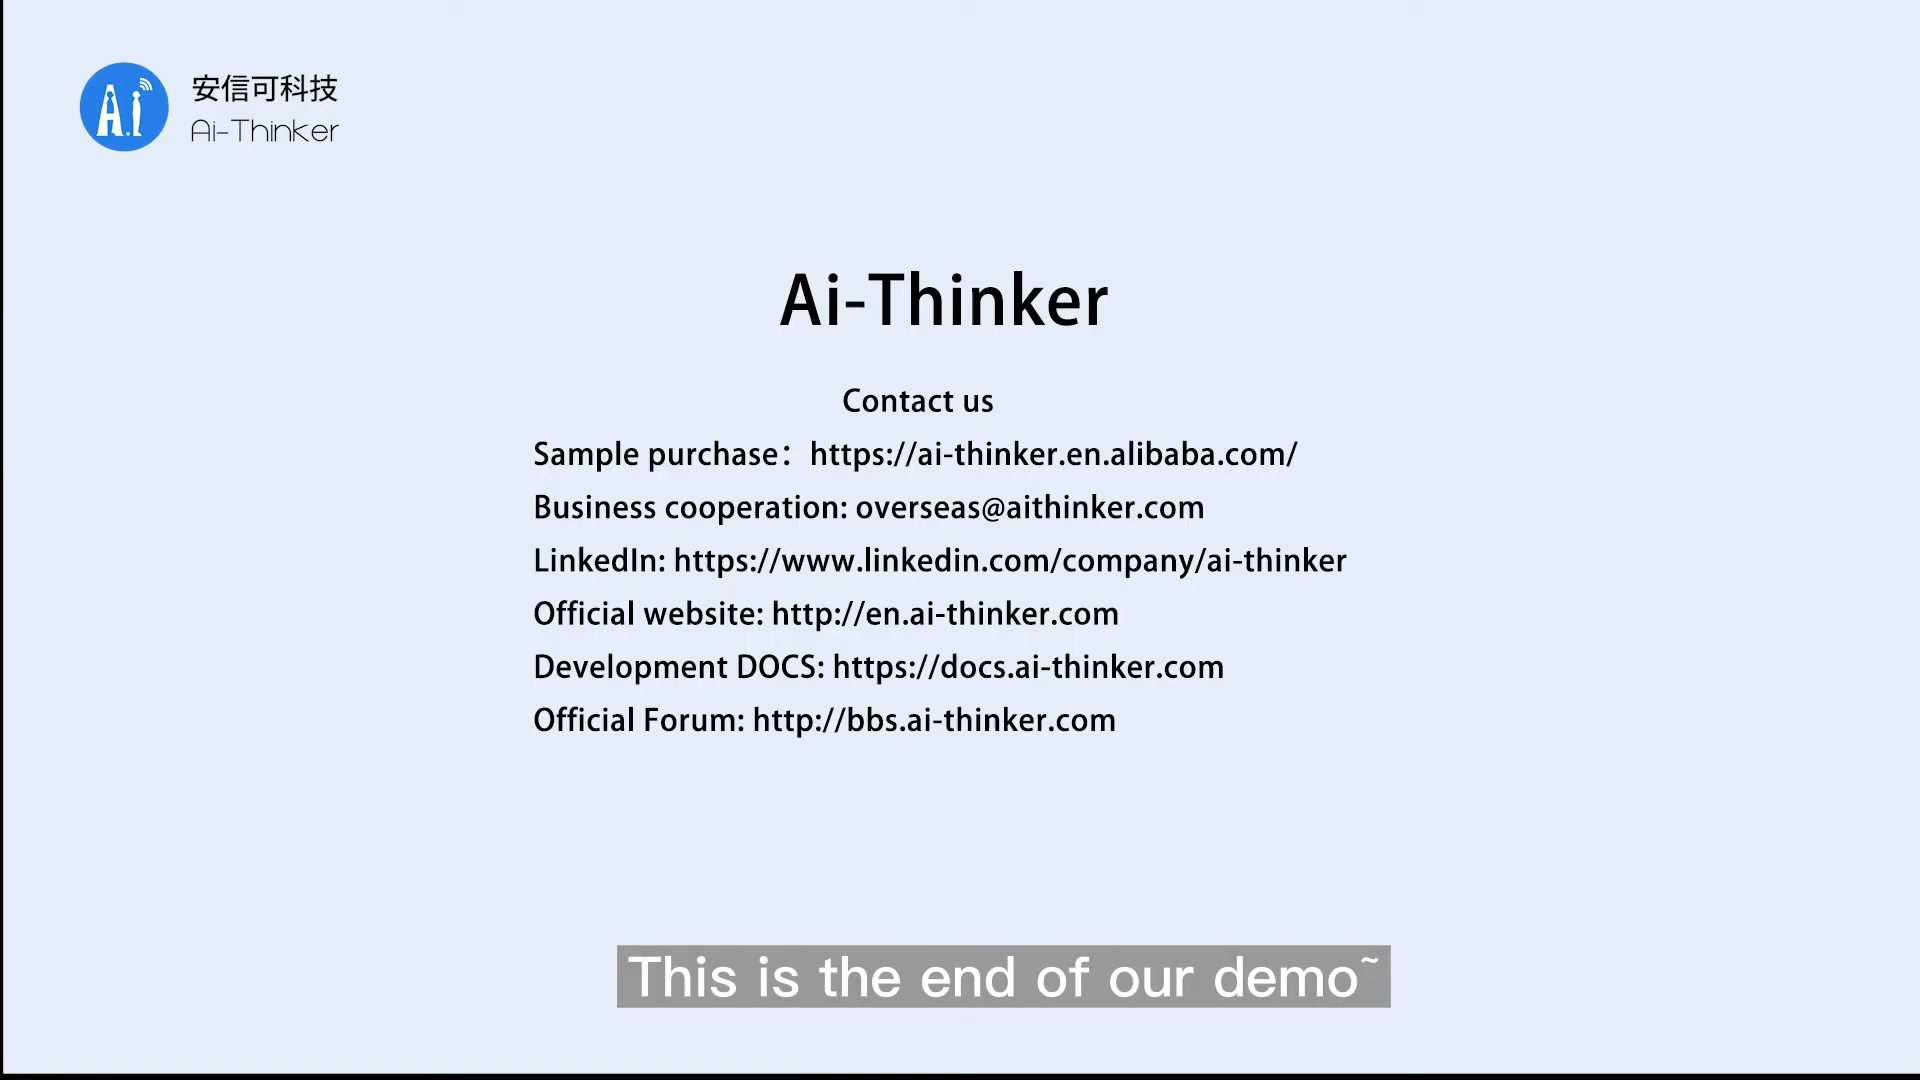 A.i
安信可科技
Ai-Thinker
Ai-Thinker
Contact us
Sample purchase：https://ai-thinker.en.alibaba.com/
Business cooperation: overseas@aithinker.com
LinkedIn: https://www.linkedin.com/company/ai-thinker
Official website: http://en.ai-thinker.com
Development DOCS: https://docs.ai-thinker.com
Official Forum: http://bbs.ai-thinker.com
This is the end of our demo~